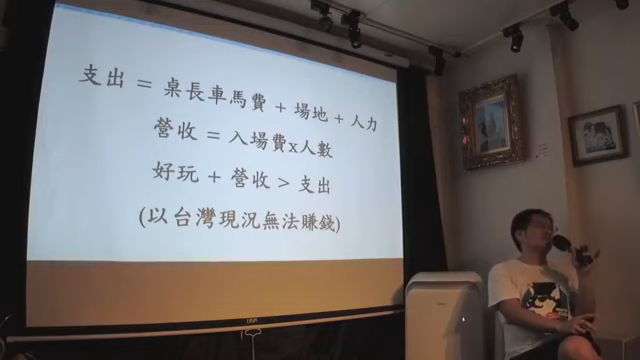 支出 = 桌長車馬費 + 場地 + 人力
營收 = 入場費x人數
好玩 + 營收 > 支出
(以台灣現況無法賺錢)